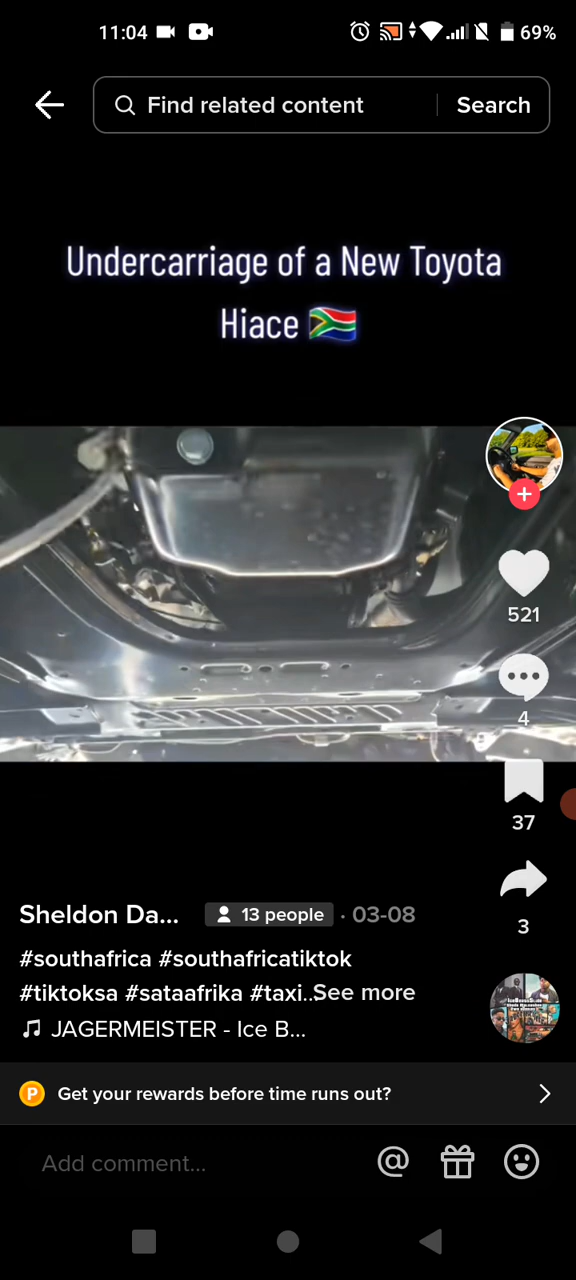 11:04
69%
Find related content
Search
Undercarriage of a New Toyota
Hiace 🇿🇦
521
4
37
3
Sheldon Da...
13 people
· 03-08
#southafrica #southafricatiktok
#tiktoksa #sataafrika #taxi...
See more
JAGERMEISTER - Ice B...
P
Get your rewards before time runs out?
Add comment...
@